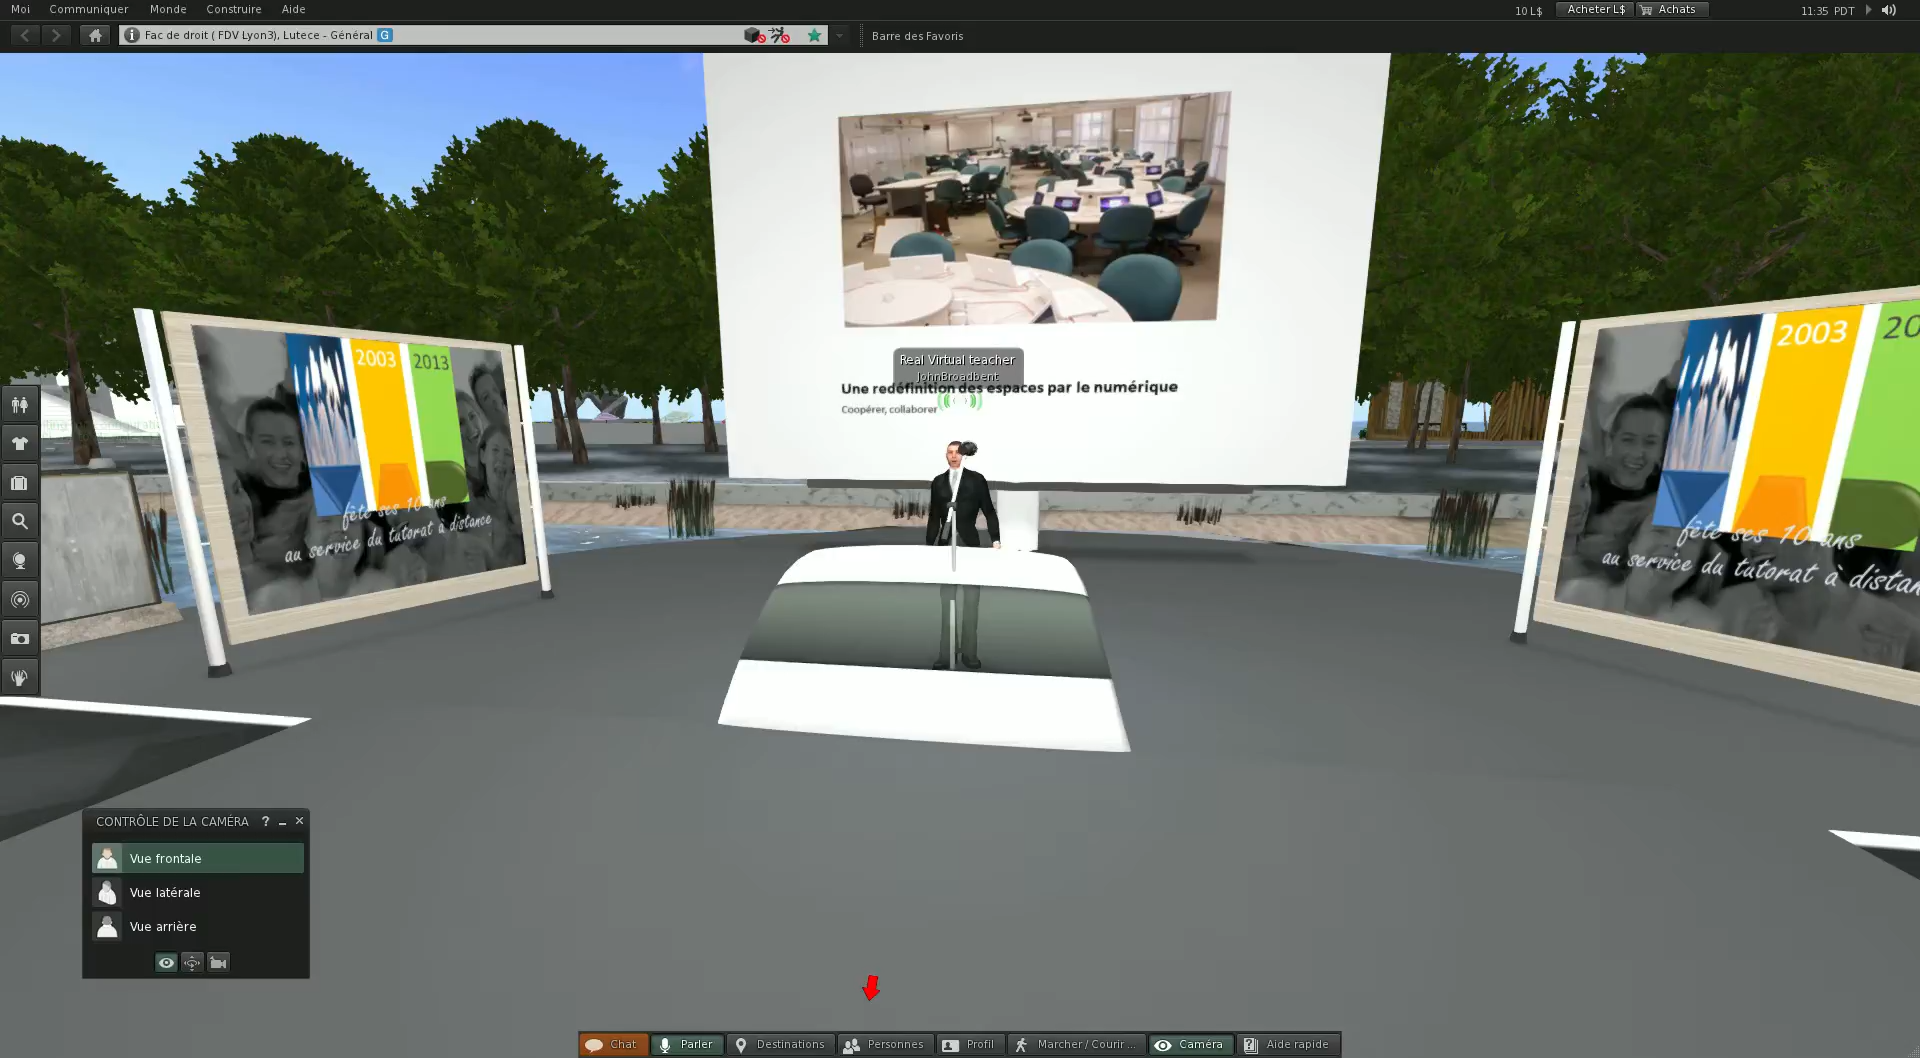 Moi Communiquer Monde Construire Aide
10 L$ Acheter L$ Achats 11:35 PDT
Fac de droit ( FDV Lyon3), Lutece - Général G
Barre des Favoris
Real Virtual teacher
JohnBroadbent
Une redéfinition des espaces par le numérique
Coopérer, collaborer
2003 2013
fête ses 10 ans
au service du tutorat à distance
2003 20
fête ses 10 ans
au service du tutorat à distan
CONTRÔLE DE LA CAMÉRA ?
Vue frontale
Vue latérale
Vue arrière
Chat Parler Destinations Personnes Profil Marcher / Courir ... Caméra Aide rapide